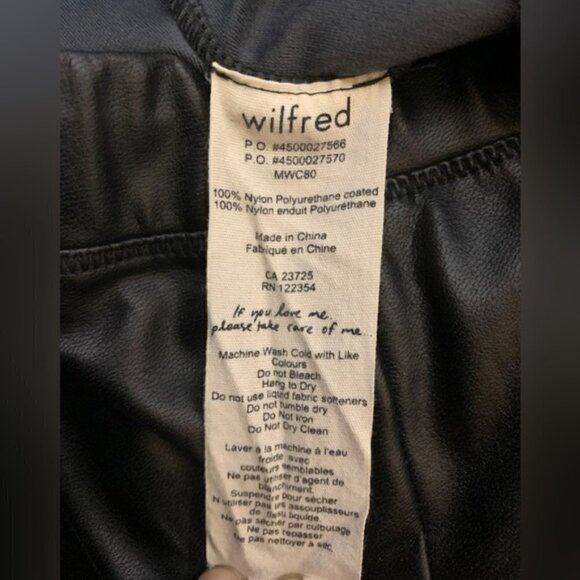 wilfred
P.O. #4500027566
P.O. #4500027570
MWC80
100% Nylon Polyurethane coated
100% Nylon enduit Polyuréthane
Made in China
Fabriqué en Chine
CA 23725
RN 122354
If you love me,
please take care of me...
Machine Wash Cold with Like
Colours
Do not Bleach
Hang to Dry
Do not use liquid fabric softeners
Do not tumble dry
Do Not Iron
Do Not Dry Clean
Laver à la machine à l'eau
froide avec
couleurs semblables
Ne pas utiliser d'agent de
blanchiment.
Suspendre pour sécher
N'utiliser pas les assouplisseurs
de tissu liquide.
Ne pas sécher par culbutage
Ne pas repasser
Ne pas nettoyer à sec.